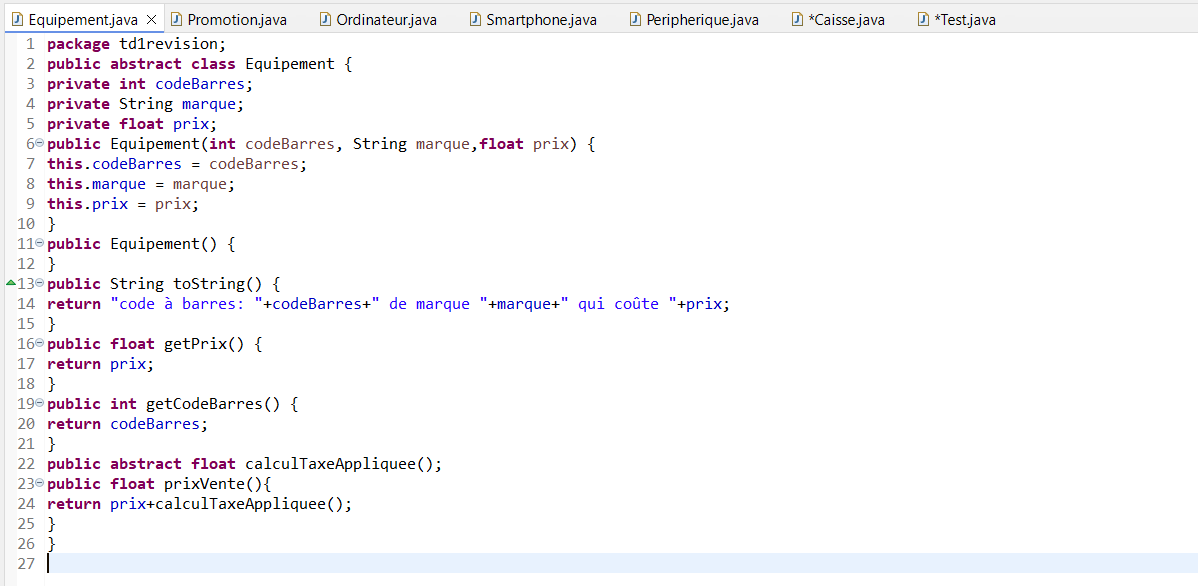 Equipement.java Promotion.java Ordinateur.java Smartphone.java Peripherique.java *Caisse.java *Test.java
1 package td1revision;
2 public abstract class Equipement {
3 private int codeBarres;
4 private String marque;
5 private float prix;
6 public Equipement(int codeBarres, String marque,float prix) {
7 this.codeBarres = codeBarres;
8 this.marque = marque;
9 this.prix = prix;
10 }
11 public Equipement() {
12 }
13 public String toString() {
14 return "code à barres: "+codeBarres+" de marque "+marque+" qui coûte "+prix;
15 }
16 public float getPrix() {
17 return prix;
18 }
19 public int getCodeBarres() {
20 return codeBarres;
21 }
22 public abstract float calculTaxeAppliquee();
23 public float prixVente(){
24 return prix+calculTaxeAppliquee();
25 }
26 }
27